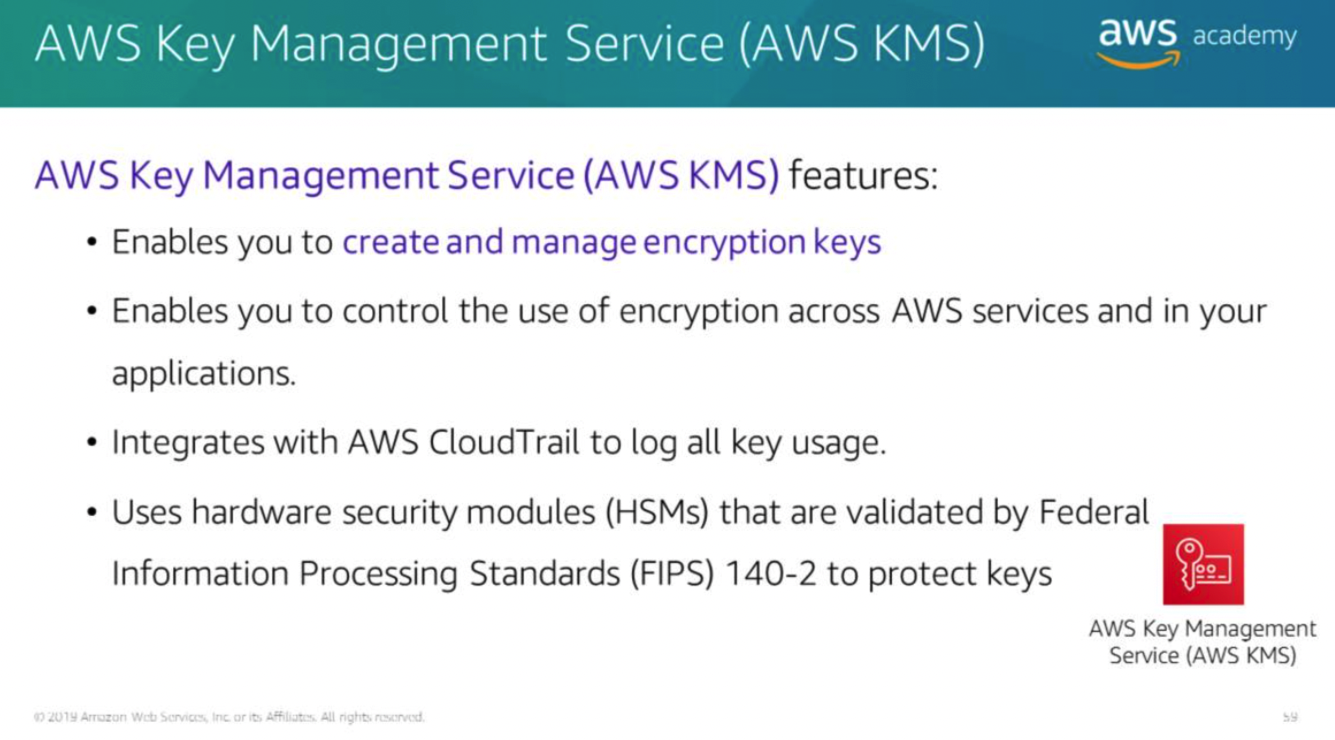 AWS Key Management Service (AWS KMS)
aws academy
AWS Key Management Service (AWS KMS) features:
• Enables you to create and manage encryption keys
• Enables you to control the use of encryption across AWS services and in your
applications.
• Integrates with AWS CloudTrail to log all key usage.
• Uses hardware security modules (HSMs) that are validated by Federal
Information Processing Standards (FIPS) 140-2 to protect keys
AWS Key Management
Service (AWS KMS)
© 2019 Amazon Web Services, Inc. or its Affiliates. All rights reserved.
59